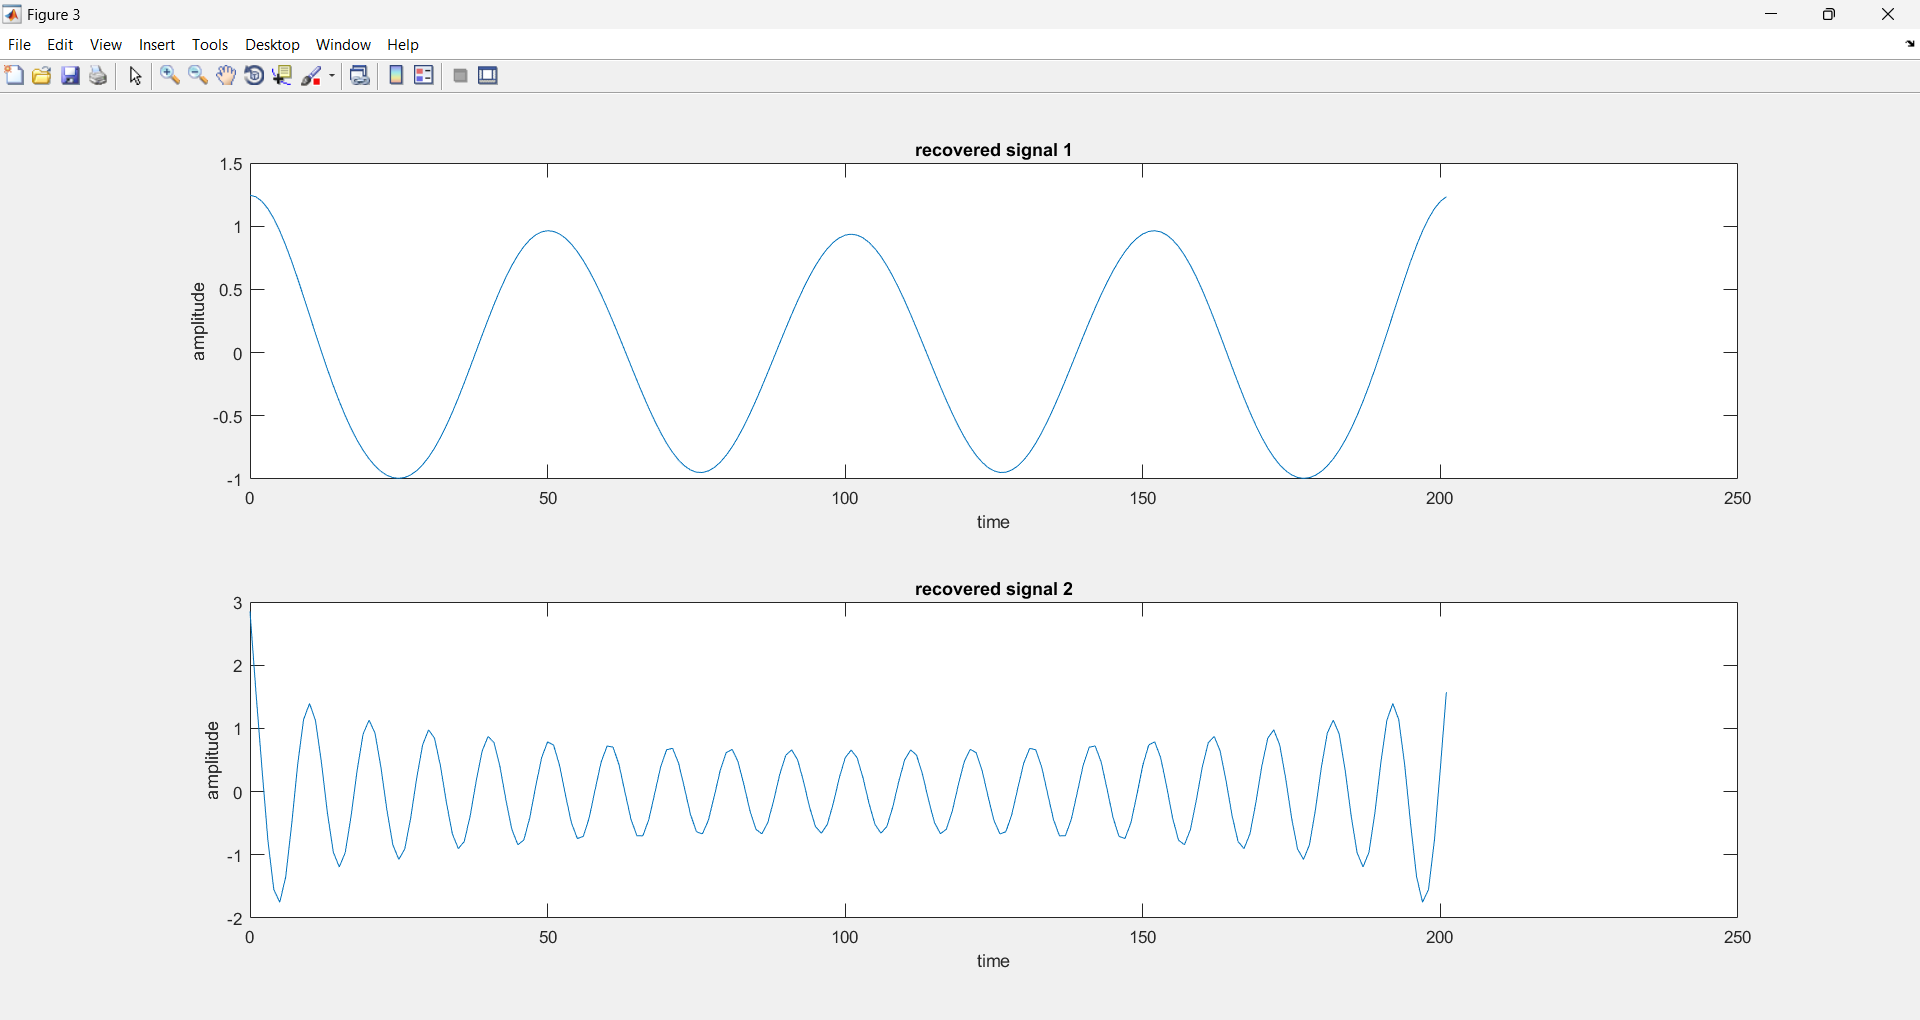 Figure 3
File Edit View Insert Tools Desktop Window Help
recovered signal 1
1.5
1
0.5
0
-0.5
-1
amplitude
0 50 100 150 200 250
time
recovered signal 2
3
2
1
0
-1
-2
amplitude
0 50 100 150 200 250
time